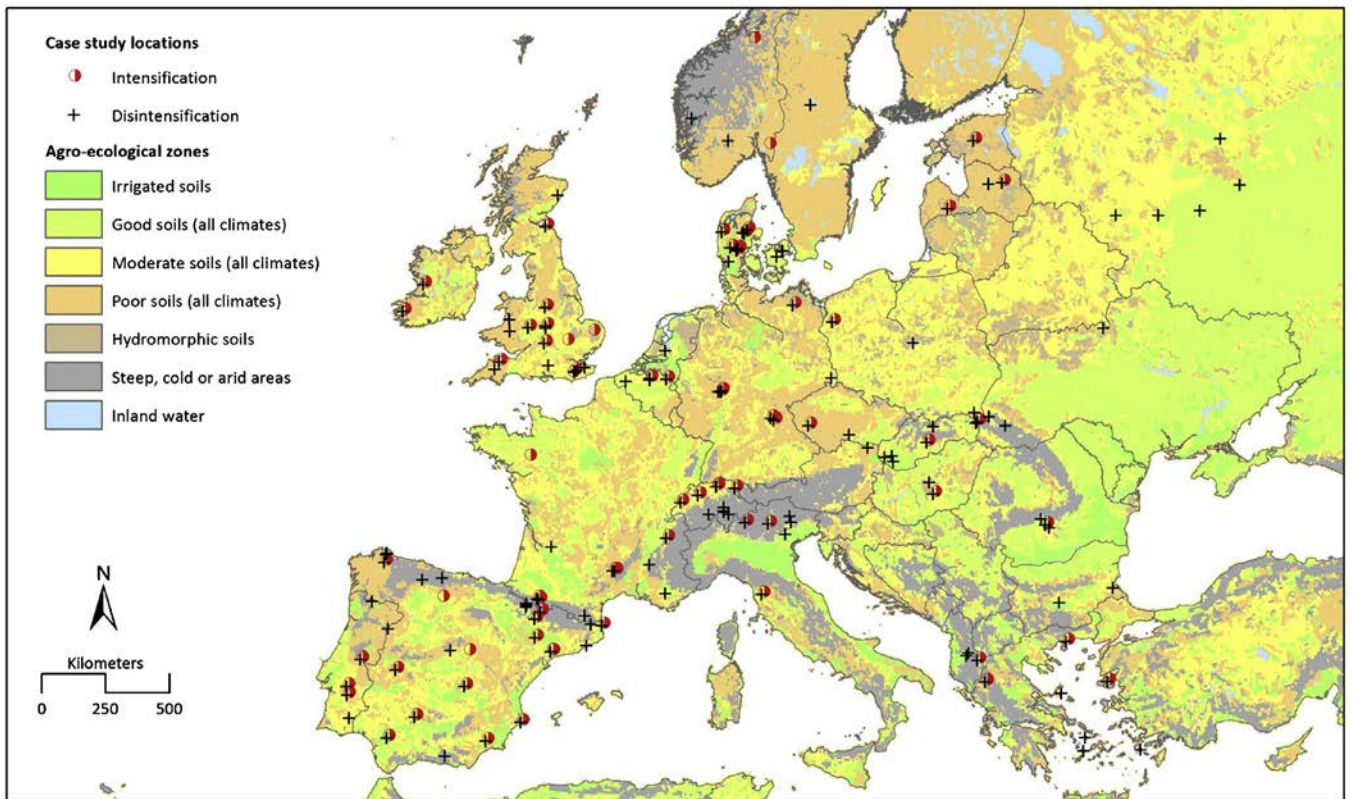 Case study locations
Intensification
Disintensification
Agro-ecological zones
Irrigated soils
Good soils (all climates)
Moderate soils (all climates)
Poor soils (all climates)
Hydromorphic soils
Steep, cold or arid areas
Inland water
N
Kilometers
0 250 500